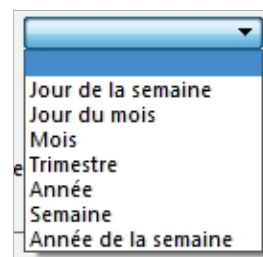 Jour de la semaine
Jour du mois
Mois
Trimestre
Année
Semaine
Année de la semaine